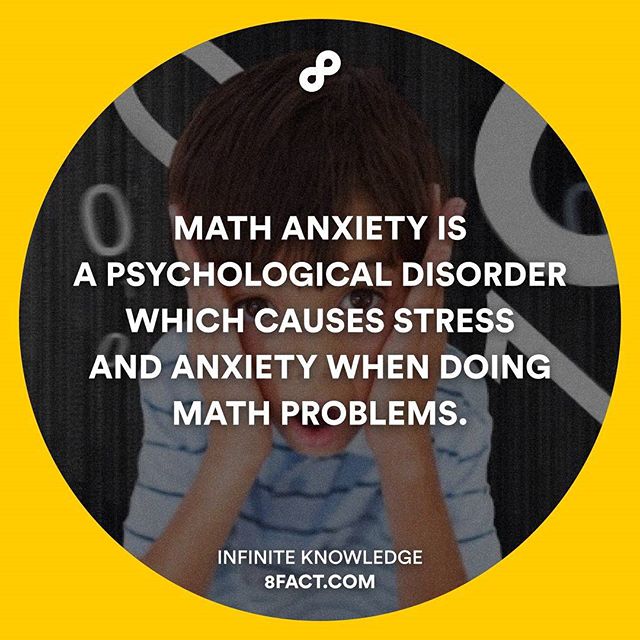 MATH ANXIETY IS
A PSYCHOLOGICAL DISORDER
WHICH CAUSES STRESS
AND ANXIETY WHEN DOING
MATH PROBLEMS.
INFINITE KNOWLEDGE
8FACT.COM